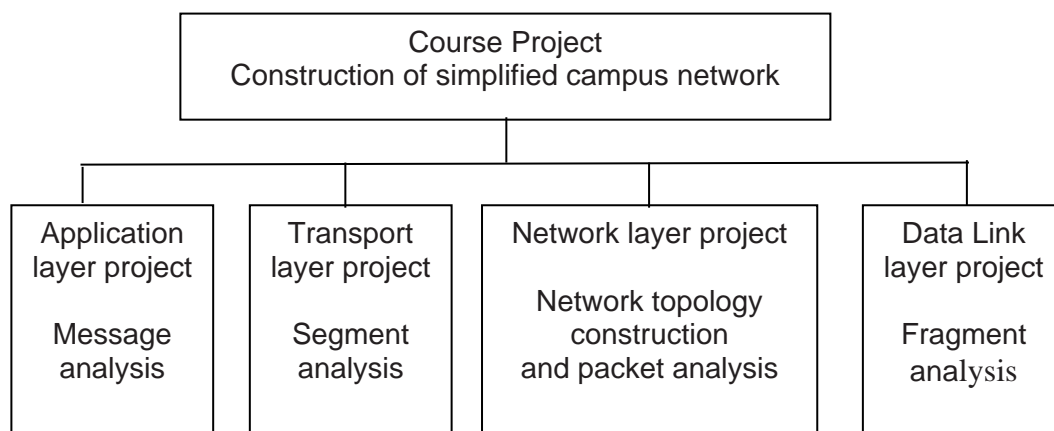 Course Project
Construction of simplified campus network
Application
layer project
Message
analysis
Transport
layer project
Segment
analysis
Network layer project
Network topology
construction
and packet analysis
Data Link
layer project
Fragment
analysis